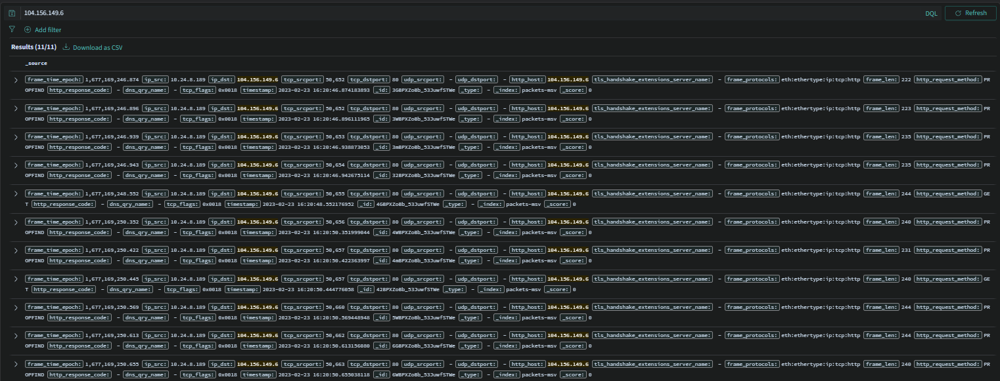 104.156.149.6 DQL Refresh
Add filter
Results (11/11) Download as CSV
_source
frame_time_epoch: 1,677,169,246.874 ip_src: 10.24.8.189 ip_dst: 104.156.149.6 tcp_srcport: 50,652 tcp_dstport: 80 udp_srcport: - udp_dstport: - http_host: 104.156.149.6 tls_handshake_extensions_server_name: - frame_protocols: eth:ethertype:ip:tcp:http frame_len: 222 http_request_method: PR
OPFIND http_response_code: - dns_qry_name: - tcp_flags: 0x0018 timestamp: 2023-02-23 16:20:46.874183893 _id: 3GBPXZoBb_53JuwfSTWe _type: - _index: packets-msv _score: 0
frame_time_epoch: 1,677,169,246.896 ip_src: 10.24.8.189 ip_dst: 104.156.149.6 tcp_srcport: 50,652 tcp_dstport: 80 udp_srcport: - udp_dstport: - http_host: 104.156.149.6 tls_handshake_extensions_server_name: - frame_protocols: eth:ethertype:ip:tcp:http frame_len: 223 http_request_method: PR
OPFIND http_response_code: - dns_qry_name: - tcp_flags: 0x0018 timestamp: 2023-02-23 16:20:46.896111965 _id: 3WBPXZoBb_53JuwfSTWe _type: - _index: packets-msv _score: 0
frame_time_epoch: 1,677,169,246.939 ip_src: 10.24.8.189 ip_dst: 104.156.149.6 tcp_srcport: 50,653 tcp_dstport: 80 udp_srcport: - udp_dstport: - http_host: 104.156.149.6 tls_handshake_extensions_server_name: - frame_protocols: eth:ethertype:ip:tcp:http frame_len: 235 http_request_method: PR
OPFIND http_response_code: - dns_qry_name: - tcp_flags: 0x0018 timestamp: 2023-02-23 16:20:46.938873053 _id: 3mBPXZoBb_53JuwfSTWe _type: - _index: packets-msv _score: 0
frame_time_epoch: 1,677,169,246.943 ip_src: 10.24.8.189 ip_dst: 104.156.149.6 tcp_srcport: 50,654 tcp_dstport: 80 udp_srcport: - udp_dstport: - http_host: 104.156.149.6 tls_handshake_extensions_server_name: - frame_protocols: eth:ethertype:ip:tcp:http frame_len: 235 http_request_method: PR
OPFIND http_response_code: - dns_qry_name: - tcp_flags: 0x0018 timestamp: 2023-02-23 16:20:46.942675114 _id: 32BPXZoBb_53JuwfSTWe _type: - _index: packets-msv _score: 0
frame_time_epoch: 1,677,169,248.552 ip_src: 10.24.8.189 ip_dst: 104.156.149.6 tcp_srcport: 50,655 tcp_dstport: 80 udp_srcport: - udp_dstport: - http_host: 104.156.149.6 tls_handshake_extensions_server_name: - frame_protocols: eth:ethertype:ip:tcp:http frame_len: 244 http_request_method: GE
T http_response_code: - dns_qry_name: - tcp_flags: 0x0018 timestamp: 2023-02-23 16:20:48.552176952 _id: 4GBPXZoBb_53JuwfSTWe _type: - _index: packets-msv _score: 0
frame_time_epoch: 1,677,169,250.352 ip_src: 10.24.8.189 ip_dst: 104.156.149.6 tcp_srcport: 50,656 tcp_dstport: 80 udp_srcport: - udp_dstport: - http_host: 104.156.149.6 tls_handshake_extensions_server_name: - frame_protocols: eth:ethertype:ip:tcp:http frame_len: 240 http_request_method: PR
OPFIND http_response_code: - dns_qry_name: - tcp_flags: 0x0018 timestamp: 2023-02-23 16:20:50.351999044 _id: 4WBPXZoBb_53JuwfSTWe _type: - _index: packets-msv _score: 0
frame_time_epoch: 1,677,169,250.422 ip_src: 10.24.8.189 ip_dst: 104.156.149.6 tcp_srcport: 50,657 tcp_dstport: 80 udp_srcport: - udp_dstport: - http_host: 104.156.149.6 tls_handshake_extensions_server_name: - frame_protocols: eth:ethertype:ip:tcp:http frame_len: 231 http_request_method: PR
OPFIND http_response_code: - dns_qry_name: - tcp_flags: 0x0018 timestamp: 2023-02-23 16:20:50.422363997 _id: 4mBPXZoBb_53JuwfSTWe _type: - _index: packets-msv _score: 0
frame_time_epoch: 1,677,169,250.445 ip_src: 10.24.8.189 ip_dst: 104.156.149.6 tcp_srcport: 50,657 tcp_dstport: 80 udp_srcport: - udp_dstport: - http_host: 104.156.149.6 tls_handshake_extensions_server_name: - frame_protocols: eth:ethertype:ip:tcp:http frame_len: 240 http_request_method: GE
T http_response_code: - dns_qry_name: - tcp_flags: 0x0018 timestamp: 2023-02-23 16:20:50.444776058 _id: 42BPXZoBb_53JuwfSTWe _type: - _index: packets-msv _score: 0
frame_time_epoch: 1,677,169,250.569 ip_src: 10.24.8.189 ip_dst: 104.156.149.6 tcp_srcport: 50,660 tcp_dstport: 80 udp_srcport: - udp_dstport: - http_host: 104.156.149.6 tls_handshake_extensions_server_name: - frame_protocols: eth:ethertype:ip:tcp:http frame_len: 244 http_request_method: PR
OPFIND http_response_code: - dns_qry_name: - tcp_flags: 0x0018 timestamp: 2023-02-23 16:20:50.569448948 _id: 5WBPXZoBb_53JuwfSTWe _type: - _index: packets-msv _score: 0
frame_time_epoch: 1,677,169,250.613 ip_src: 10.24.8.189 ip_dst: 104.156.149.6 tcp_srcport: 50,662 tcp_dstport: 80 udp_srcport: - udp_dstport: - http_host: 104.156.149.6 tls_handshake_extensions_server_name: - frame_protocols: eth:ethertype:ip:tcp:http frame_len: 244 http_request_method: PR
OPFIND http_response_code: - dns_qry_name: - tcp_flags: 0x0018 timestamp: 2023-02-23 16:20:50.613156080 _id: 6GBPXZoBb_53JuwfSTWe _type: - _index: packets-msv _score: 0
frame_time_epoch: 1,677,169,250.655 ip_src: 10.24.8.189 ip_dst: 104.156.149.6 tcp_srcport: 50,663 tcp_dstport: 80 udp_srcport: - udp_dstport: - http_host: 104.156.149.6 tls_handshake_extensions_server_name: - frame_protocols: eth:ethertype:ip:tcp:http frame_len: 240 http_request_method: PR
OPFIND http_response_code: - dns_qry_name: - tcp_flags: 0x0018 timestamp: 2023-02-23 16:20:50.655038118 _id: 6WBPXZoBb_53JuwfSTWe _type: - _index: packets-msv _score: 0